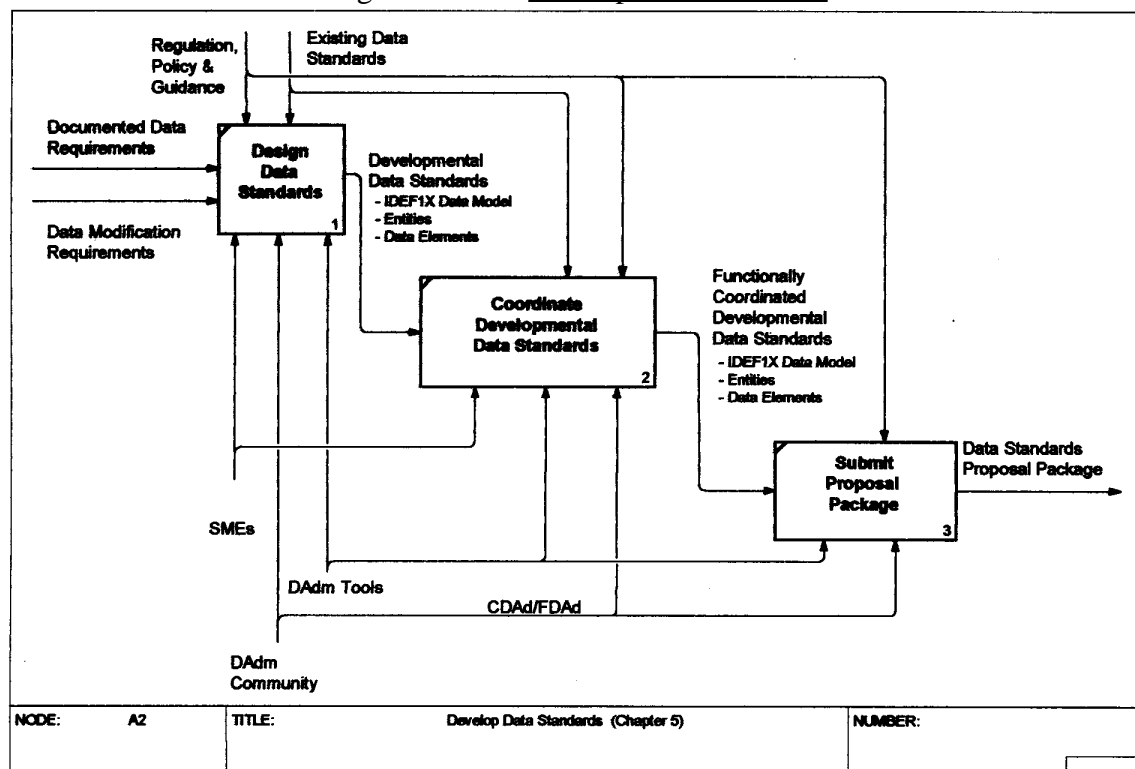 Regulation,
Policy &
Guidance
Existing Data
Standards
Documented Data
Requirements
Data Modification
Requirements
Design
Data
Standards
1
Developmental
Data Standards
- IDEF1X Data Model
- Entities
- Data Elements
Coordinate
Developmental
Data Standards
2
Functionally
Coordinated
Developmental
Data Standards
- IDEF1X Data Model
- Entities
- Data Elements
Submit
Proposal
Package
3
Data Standards
Proposal Package
SMEs
DAdm Tools
CDAd/FDAd
DAdm
Community
NODE: A2
TITLE: Develop Data Standards (Chapter 5)
NUMBER: